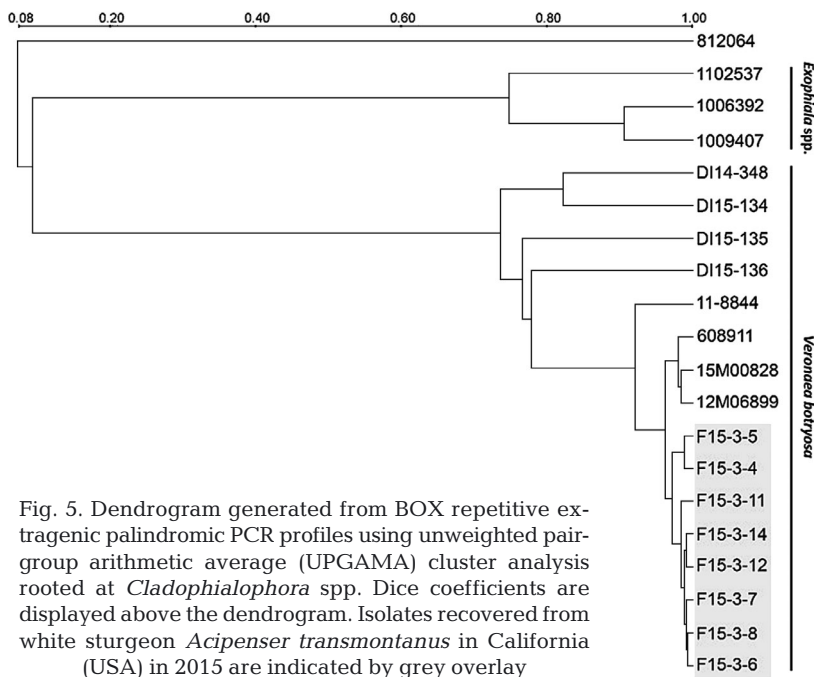 0.08 0.20 0.40 0.60 0.80 1.00
812064
1102537
1006392
1009407
Exophiala spp.
DI14-348
DI15-134
DI15-135
DI15-136
11-8844
608911
15M00828
12M06899
F15-3-5
F15-3-4
F15-3-11
F15-3-14
F15-3-12
F15-3-7
F15-3-8
F15-3-6
Veronaea botryosa
Fig. 5. Dendrogram generated from BOX repetitive ex-
tragenic palindromic PCR profiles using unweighted pair-
group arithmetic average (UPGAMA) cluster analysis
rooted at Cladophialophora spp. Dice coefficients are
displayed above the dendrogram. Isolates recovered from
white sturgeon Acipenser transmontanus in California
(USA) in 2015 are indicated by grey overlay